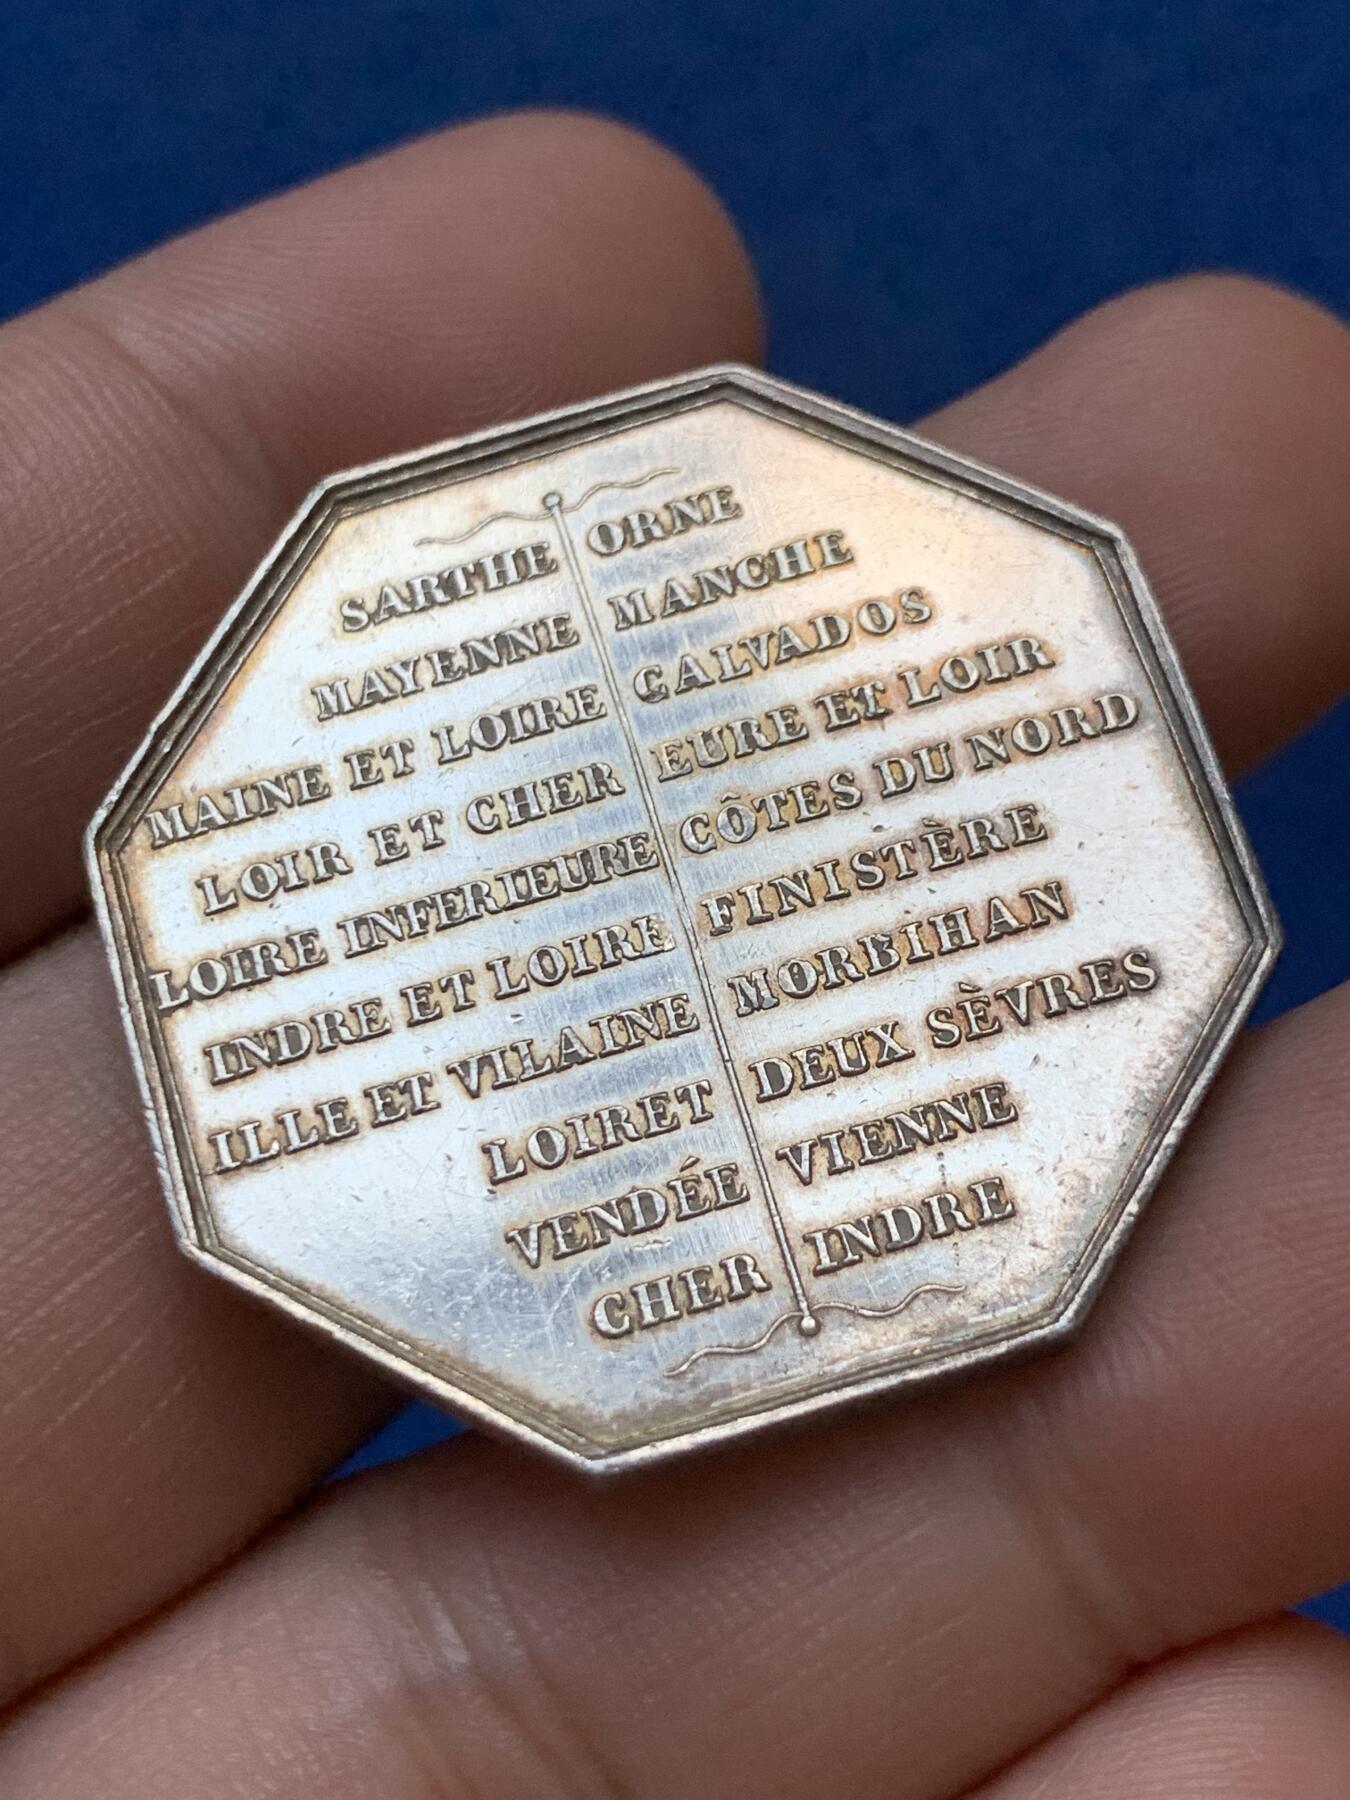 SARTHE
MAYENNE
MAINE ET LOIRE
LOIR ET CHER
LOIRE INFERIEURE
INDRE ET LOIRE
ILLE ET VILAINE
LOIRET
VENDÉE
CHER
ORNE
MANCHE
CALVADOS
EURE ET LOIR
CÔTES DU NORD
FINISTÈRE
MORBIHAN
DEUX SÈVRES
VIENNE
INDRE